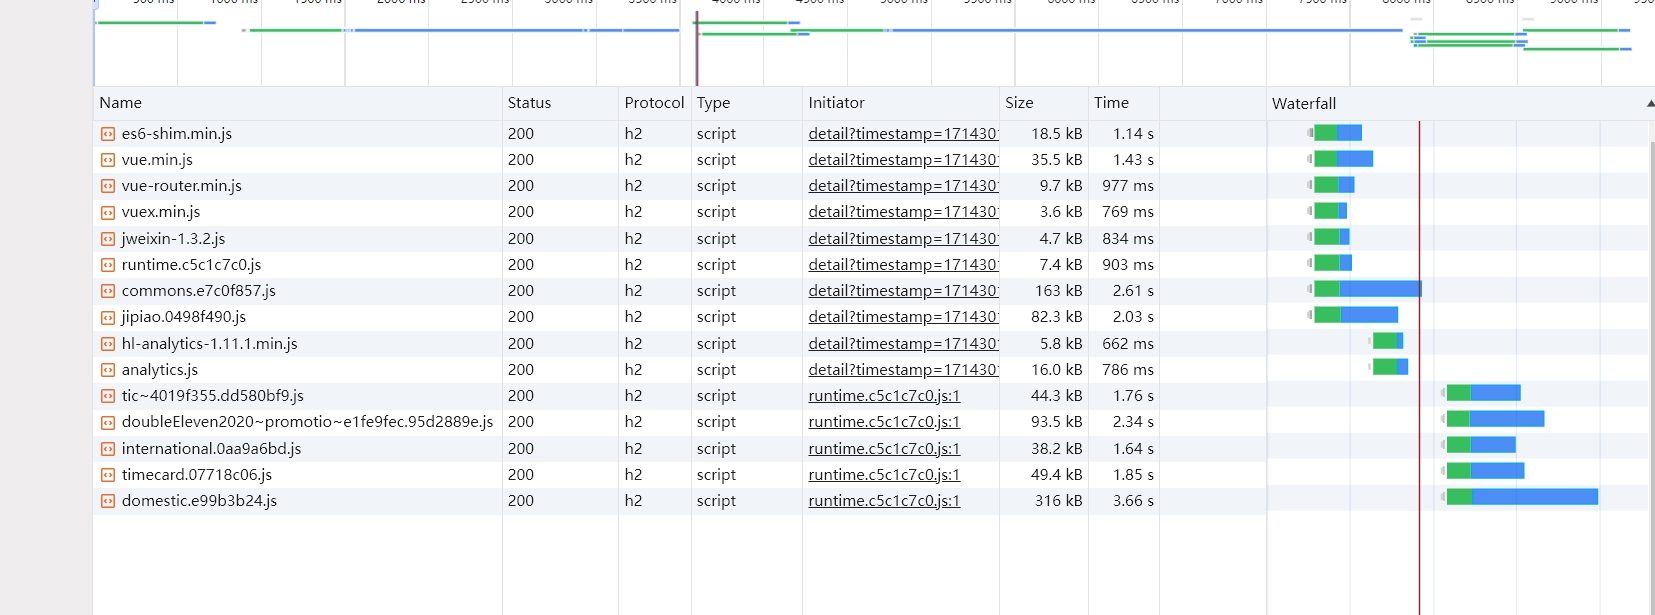 Name Status Protocol Type Initiator Size Time Waterfall
es6-shim.min.js 200 h2 script detail?timestamp=171430 18.5 kB 1.14 s
vue.min.js 200 h2 script detail?timestamp=171430 35.5 kB 1.43 s
vue-router.min.js 200 h2 script detail?timestamp=171430 9.7 kB 977 ms
vuex.min.js 200 h2 script detail?timestamp=171430 3.6 kB 769 ms
jweixin-1.3.2.js 200 h2 script detail?timestamp=171430 4.7 kB 834 ms
runtime.c5c1c7c0.js 200 h2 script detail?timestamp=171430 7.4 kB 903 ms
commons.e7c0f857.js 200 h2 script detail?timestamp=171430 163 kB 2.61 s
jipiao.0498f490.js 200 h2 script detail?timestamp=171430 82.3 kB 2.03 s
hl-analytics-1.11.1.min.js 200 h2 script detail?timestamp=171430 5.8 kB 662 ms
analytics.js 200 h2 script detail?timestamp=171430 16.0 kB 786 ms
tic~4019f355.dd580bf9.js 200 h2 script runtime.c5c1c7c0.js:1 44.3 kB 1.76 s
doubleEleven2020~promotio~e1fe9fec.95d2889e.js 200 h2 script runtime.c5c1c7c0.js:1 93.5 kB 2.34 s
international.0aa9a6bd.js 200 h2 script runtime.c5c1c7c0.js:1 38.2 kB 1.64 s
timecard.07718c06.js 200 h2 script runtime.c5c1c7c0.js:1 49.4 kB 1.85 s
domestic.e99b3b24.js 200 h2 script runtime.c5c1c7c0.js:1 316 kB 3.66 s